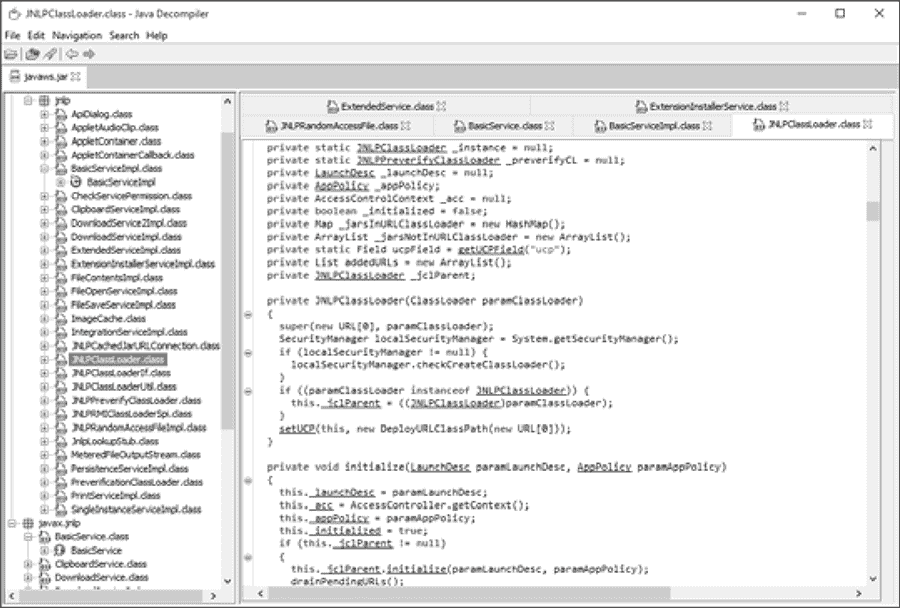 JNLPClassLoader.class - Java Decompiler
File Edit Navigation Search Help
javaws.jar
jnlp
ApiDialog.class
AppletAudioClip.class
AppletContainer.class
AppletContainerCallback.class
BasicServiceImpl.class
BasicServiceImpl
CheckServicePermission.class
ClipboardServiceImpl.class
DownloadService2Impl.class
DownloadServiceImpl.class
ExtendedServiceImpl.class
ExtensionInstallerServiceImpl.class
FileContentsImpl.class
FileOpenServiceImpl.class
FileSaveServiceImpl.class
ImageCache.class
IntegrationServiceImpl.class
JNLPCachedJarURLConnection.class
JNLPClassLoader.class
JNLPClassLoaderIf.class
JNLPClassLoaderUtil.class
JNLPPreverifyClassLoader.class
JNLPRMIClassLoaderSpi.class
JNLPRandomAccessFileImpl.class
JnlpLookupStub.class
MeteredFileOutputStream.class
PersistenceServiceImpl.class
PreverificationClassLoader.class
PrintServiceImpl.class
SingleInstanceServiceImpl.class
javax.jnlp
BasicService.class
BasicService
ClipboardService.class
DownloadService.class
ExtendedService.class ExtensionInstallerService.class
JNLPRandomAccessFile.class BasicService.class BasicServiceImpl.class JNLPClassLoader.class
private static JNLPClassLoader _instance = null;
private static JNLPPreverifyClassLoader _preverifyCL = null;
private LaunchDesc _launchDesc = null;
private AppPolicy _appPolicy;
private AccessControlContext _acc = null;
private boolean _initialized = false;
private Map _jarsInURLClassLoader = new HashMap();
private ArrayList _jarsNotInURLClassLoader = new ArrayList();
private static Field ucpField = getUCPField("ucp");
private List addedURLs = new ArrayList();
private JNLPClassLoader _jclParent;
private JNLPClassLoader(ClassLoader paramClassLoader)
{
super(new URL[0], paramClassLoader);
SecurityManager localSecurityManager = System.getSecurityManager();
if (localSecurityManager != null) {
localSecurityManager.checkCreateClassLoader();
}
if ((paramClassLoader instanceof JNLPClassLoader)) {
this._jclParent = ((JNLPClassLoader)paramClassLoader);
}
setUCP(this, new DeployURLClassPath(new URL[0]));
}
private void initialize(LaunchDesc paramLaunchDesc, AppPolicy paramAppPolicy)
{
this._launchDesc = paramLaunchDesc;
this._acc = AccessController.getContext();
this._appPolicy = paramAppPolicy;
this._initialized = true;
if (this._jclParent != null)
{
this._jclParent.initialize(paramLaunchDesc, paramAppPolicy);
drainPendingURLs();